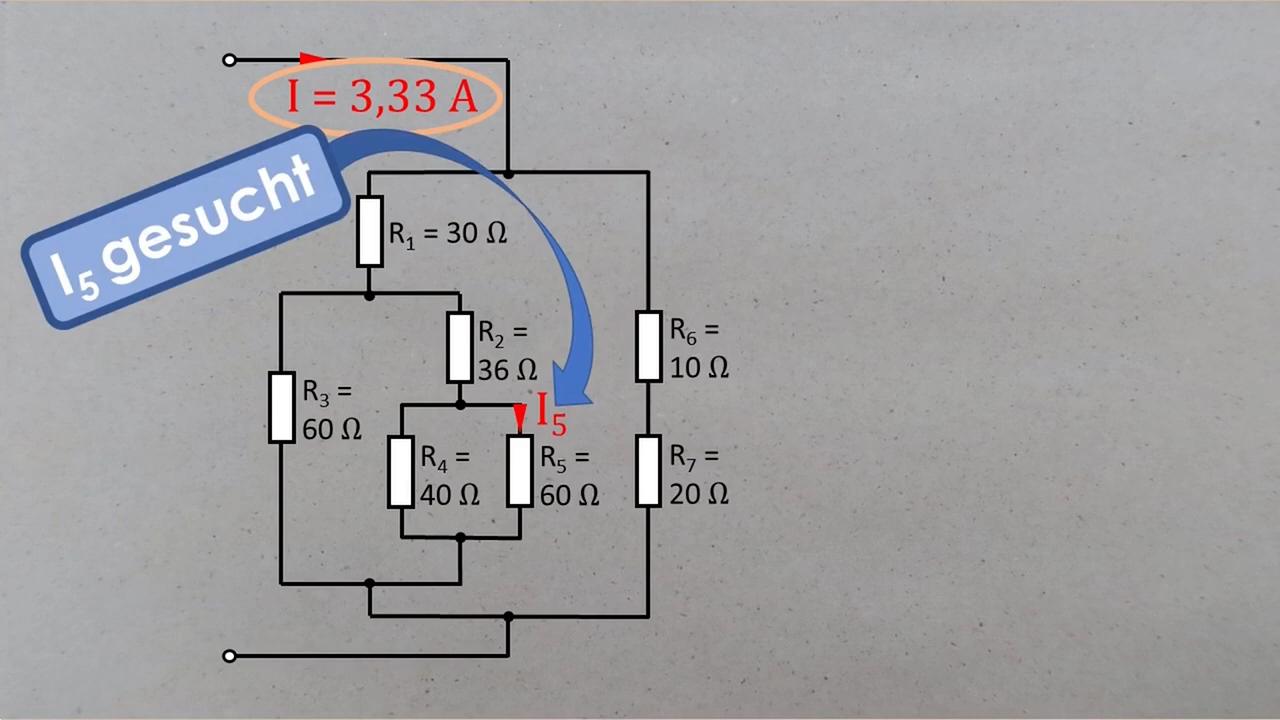 I = 3,33 A
I₅ gesucht
R₁ = 30 Ω
R₂ =
36 Ω
R₃ =
60 Ω
I₅
R₄ =
40 Ω
R₅ =
60 Ω
R₆ =
10 Ω
R₇ =
20 Ω